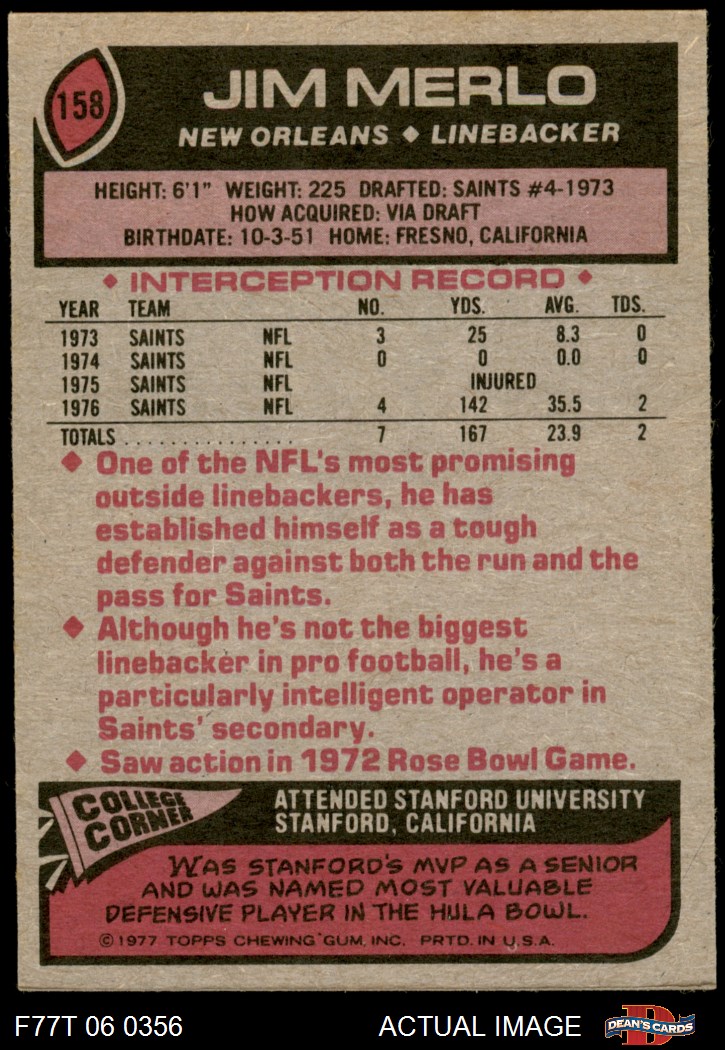 158
JIM MERLO
NEW ORLEANS ◆ LINEBACKER
HEIGHT: 6'1" WEIGHT: 225 DRAFTED: SAINTS #4-1973
HOW ACQUIRED: VIA DRAFT
BIRTHDATE: 10-3-51 HOME: FRESNO, CALIFORNIA
◆ INTERCEPTION RECORD ◆
YEAR TEAM NO. YDS. AVG. TDS.
1973 SAINTS NFL 3 25 8.3 0
1974 SAINTS NFL 0 0 0.0 0
1975 SAINTS NFL INJURED
1976 SAINTS NFL 4 142 35.5 2
TOTALS . . . . . . . . . . . . . . . . 7 167 23.9 2
◆ One of the NFL's most promising
outside linebackers, he has
established himself as a tough
defender against both the run and the
pass for Saints.
◆ Although he's not the biggest
linebacker in pro football, he's a
particularly intelligent operator in
Saints' secondary.
◆ Saw action in 1972 Rose Bowl Game.
COLLEGE
CORNER
ATTENDED STANFORD UNIVERSITY
STANFORD, CALIFORNIA
WAS STANFORD'S MVP AS A SENIOR
AND WAS NAMED MOST VALUABLE
DEFENSIVE PLAYER IN THE HULA BOWL.
©1977 TOPPS CHEWING GUM, INC. PRTD. IN U.S.A.
F77T 06 0356 ACTUAL IMAGE
D
DEAN'S CARDS